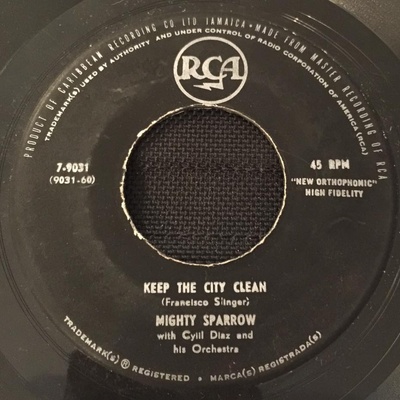 PRODUCT OF CARIBBEAN RECORDING CO LTD JAMAICA • MADE FROM MASTER RECORDING OF RCA
TRADEMARK(S) USED BY AUTHORITY AND UNDER CONTROL OF RADIO CORPORATION OF AMERICA (RCA)
RCA
7-9031
(9031-60)
45 RPM
"NEW ORTHOPHONIC"
HIGH FIDELITY
KEEP THE CITY CLEAN
(Francisco Slinger)
MIGHTY SPARROW
with Cyiil Diaz and
his Orchestra
TRADEMARK(S) ® REGISTERED • MARCA(S) REGISTRADA(S)